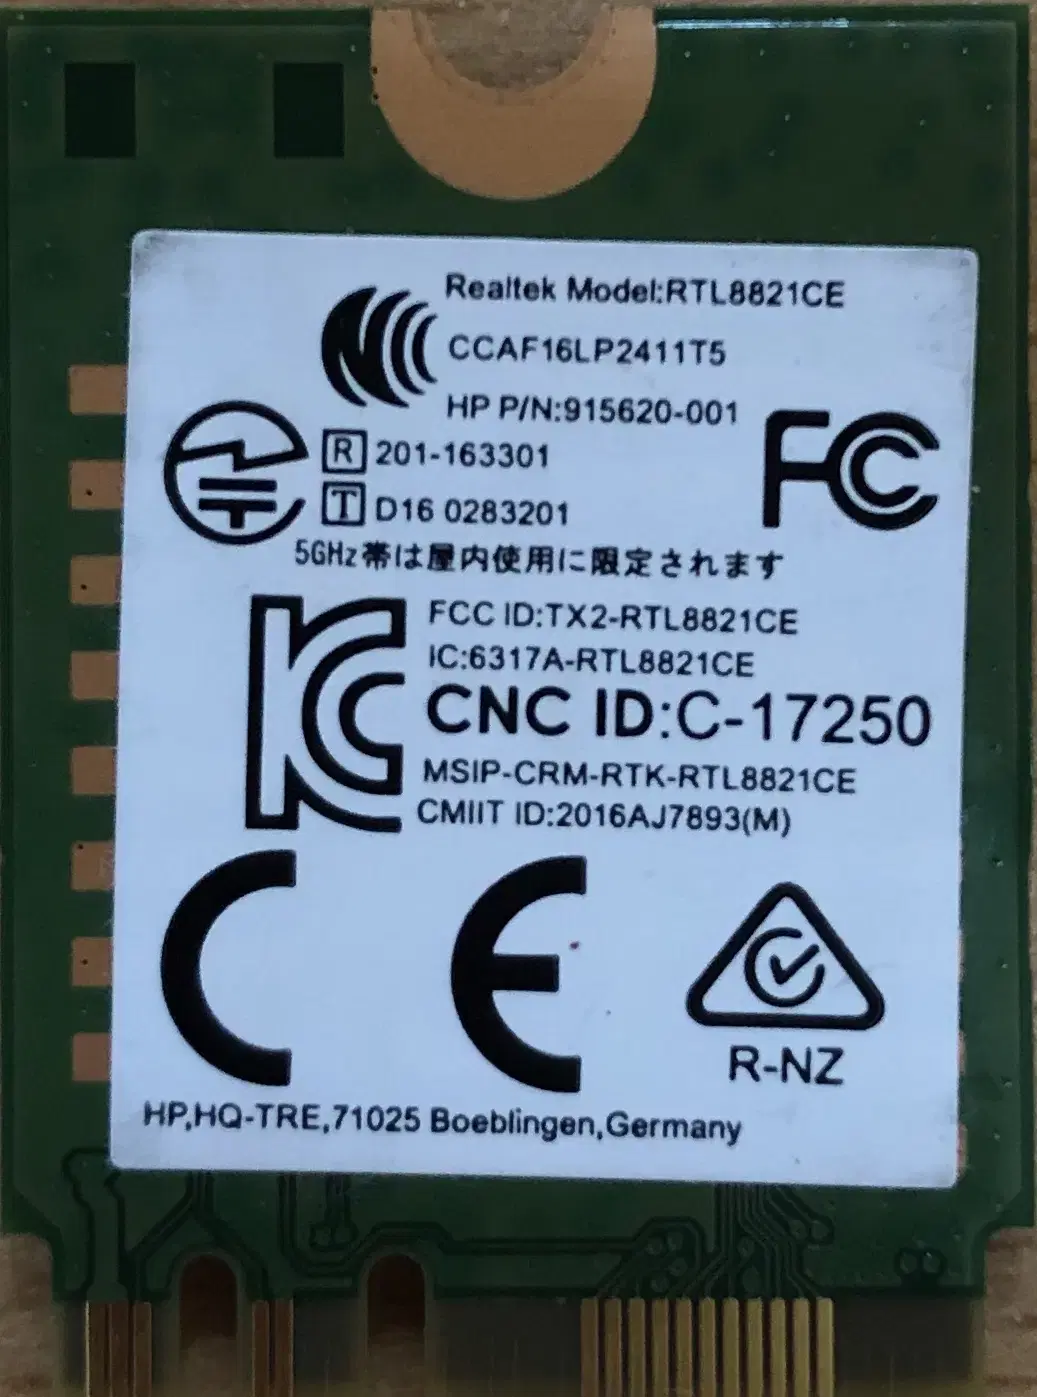 Realtek Model:RTL8821CE
CCAF16LP2411T5
HP P/N:915620-001
FC
R 201-163301
T D16 0283201
5GHz帯は屋内使用に限定されます
FCC ID:TX2-RTL8821CE
IC:6317A-RTL8821CE
CNC ID:C-17250
MSIP-CRM-RTK-RTL8821CE
CMIIT ID:2016AJ7893(M)
CE
R-NZ
HP,HQ-TRE,71025 Boeblingen,Germany